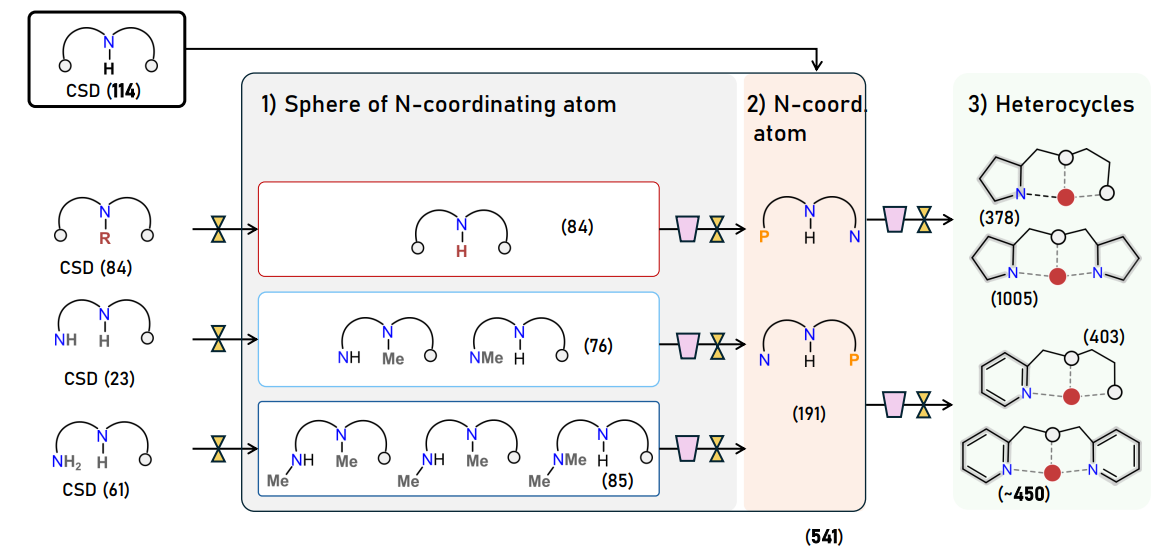 N
H
CSD (114)
1) Sphere of N-coordinating atom
2) N-coord.
atom
3) Heterocycles
N
R
CSD (84)
N
H
(84)
N
P
H
N
N
(378)
N
N
(1005)
N
NH
H
CSD (23)
N
NH
Me
N
NMe
H
(76)
N
N
H
P
(191)
(403)
N
N
NH2
H
CSD (61)
N
NH
Me
Me
N
NH
Me
Me
N
NMe
H
Me
(85)
N
N
(~450)
(541)